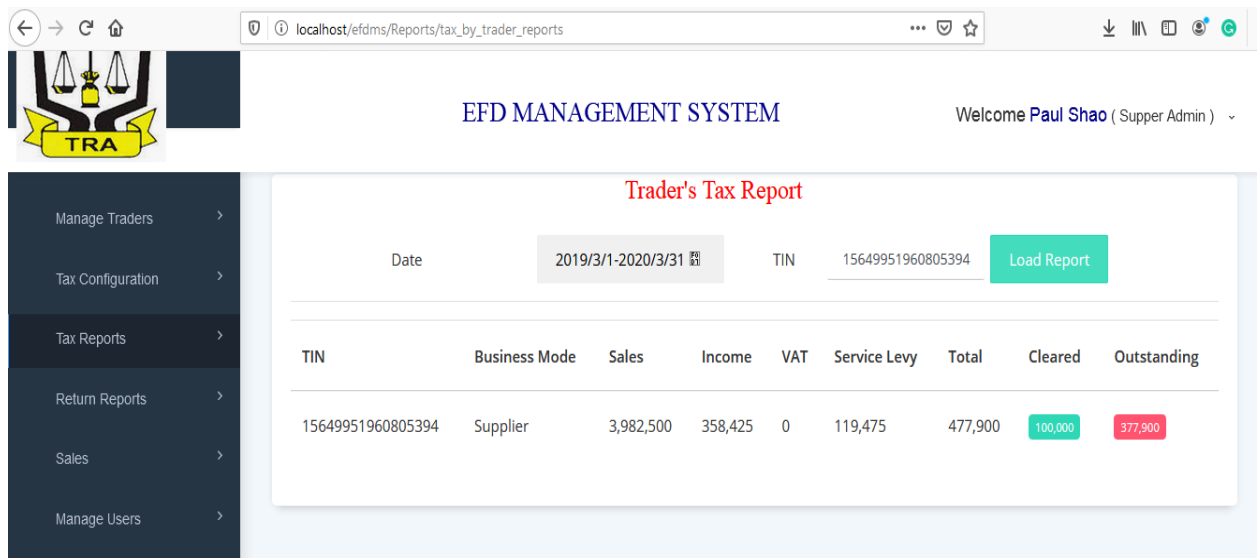 localhost/efdms/Reports/tax_by_trader_reports
TRA
EFD MANAGEMENT SYSTEM
Welcome Paul Shao ( Supper Admin )
Manage Traders
Tax Configuration
Tax Reports
Return Reports
Sales
Manage Users
Trader's Tax Report
Date 2019/3/1-2020/3/31 TIN 15649951960805394 Load Report
TIN Business Mode Sales Income VAT Service Levy Total Cleared Outstanding
15649951960805394 Supplier 3,982,500 358,425 0 119,475 477,900 100,000 377,900